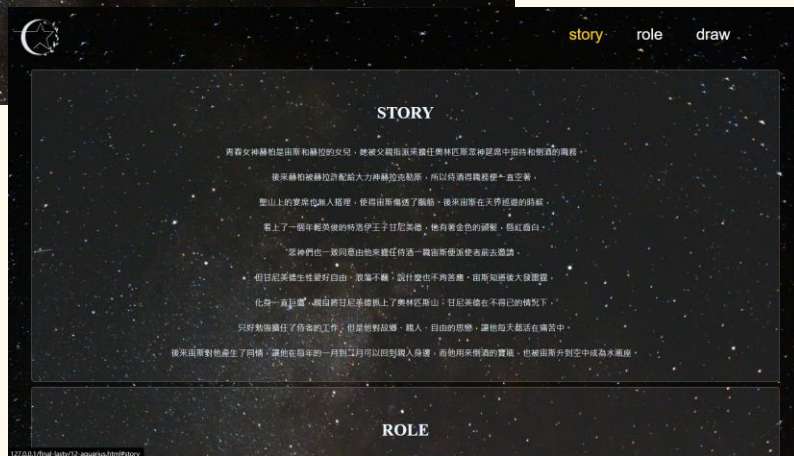 story
role
draw
STORY
青春女神赫柏是宙斯和赫拉的女兒，她被父親指派來擔任奧林匹斯眾神筵席中招待和倒酒的職務。
後來赫柏被赫拉許配給大力神赫拉克勒斯，所以侍酒得職務便一直空著，
聖山上的宴席也無人搭理，使得宙斯傷透了腦筋。後來宙斯在天界巡遊的時候，
看上了一個年輕英俊的特洛伊王子甘尼美德，他有著金色的頭髮，唇紅面白。
眾神們也一致同意由他來擔任侍酒一職宙斯便派使者前去邀請，
但甘尼美德生性愛好自由，放蕩不羈，說什麼也不肯答應。宙斯知道後大發雷霆，
化身一直巨鷹，親自將甘尼美德抓上了奧林匹斯山；甘尼美德在不得已的情況下，
只好勉強擔任了侍者的工作，但是他對故鄉、親人、自由的思戀，讓他每天都活在痛苦中。
後來宙斯對他產生了同情，讓他在每年的一月到二月可以回到親人身邊，而他用來倒酒的寶瓶，也被宙斯升到空中成為水瓶座。
ROLE
127.0.0.1/final-lastv/12-aquarius.html#story